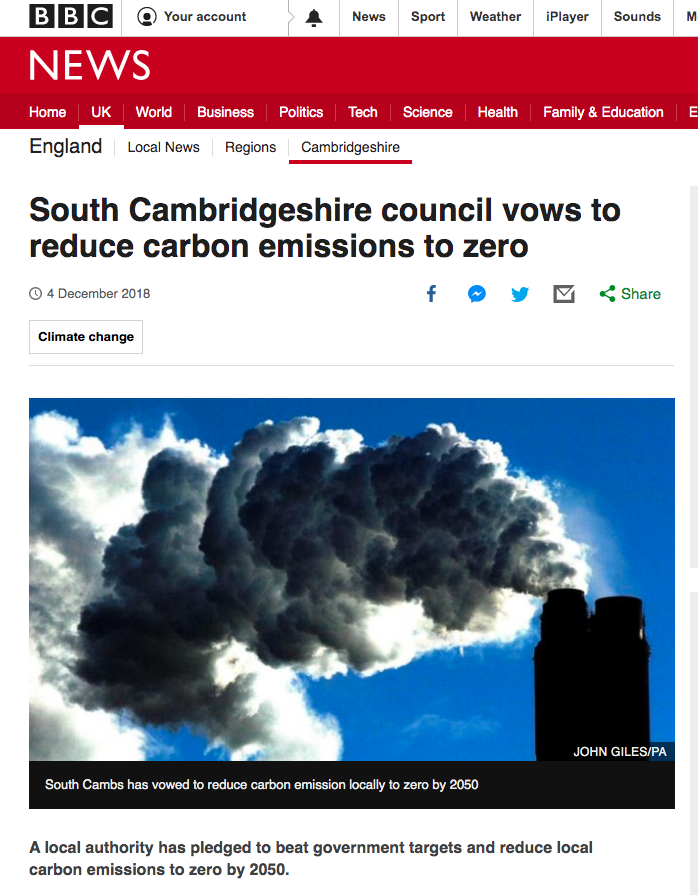 BBC Your account News Sport Weather iPlayer Sounds M
NEWS
Home UK World Business Politics Tech Science Health Family & Education E
England Local News Regions Cambridgeshire
South Cambridgeshire council vows to
reduce carbon emissions to zero
4 December 2018 Share
Climate change
JOHN GILES/PA
South Cambs has vowed to reduce carbon emission locally to zero by 2050
A local authority has pledged to beat government targets and reduce local
carbon emissions to zero by 2050.